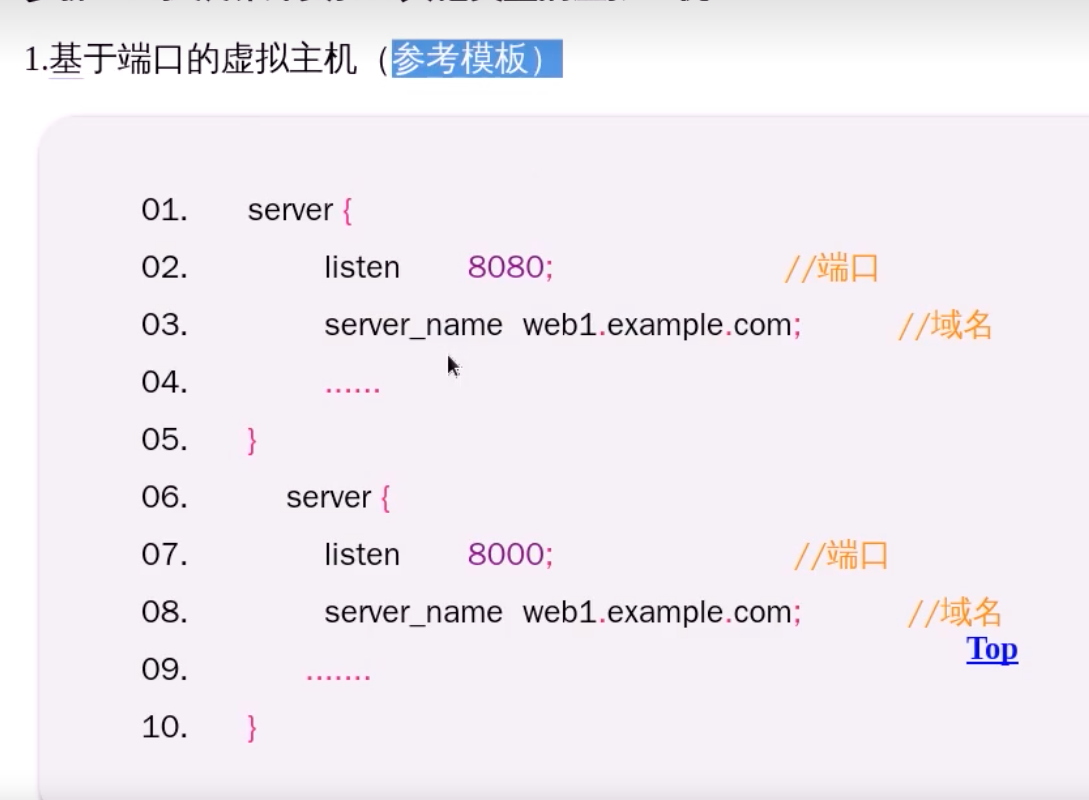 1.基于端口的虚拟主机（参考模板）
01. server {
02. listen 8080; //端口
03. server_name web1.example.com; //域名
04. ......
05. }
06. server {
07. listen 8000; //端口
08. server_name web1.example.com; //域名
Top
09. .......
10. }